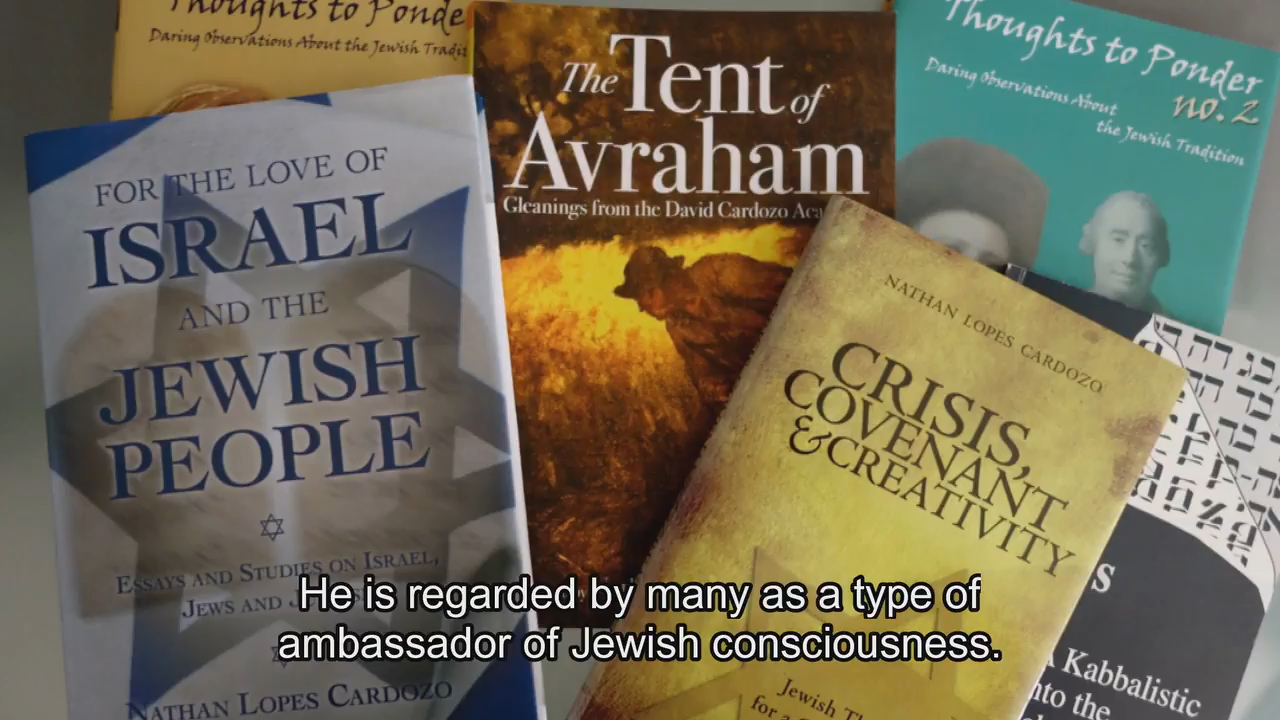 Thoughts to Ponde
Daring Observations About the Jewish Tradit
FOR THE LOVE OF
ISRAEL
AND THE
JEWISH
PEOPLE
ESSAYS AND STUDIES ON ISRAEL,
JEWS AND
NATHAN LOPES CARDOZO
The Tent of
Avraham
Gleanings from the David Cardozo Aca
Thoughts to Ponder
no. 2
Daring Observations About
the Jewish Tradition
NATHAN LOPES CARDOZO
CRISIS,
COVENANT
& CREATIVITY
Jewish Th
for a
Kabbalistic
nto the
He is regarded by many as a type of
ambassador of Jewish consciousness.